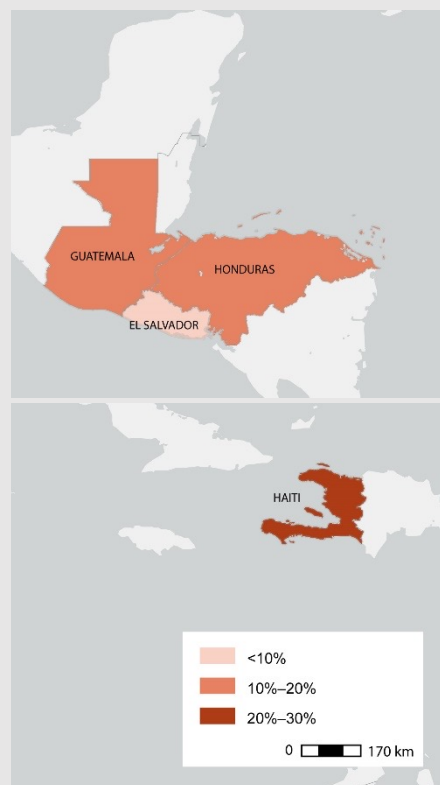 GUATEMALA
HONDURAS
EL SALVADOR
HAITI
<10%
10%–20%
20%–30%
0 170 km